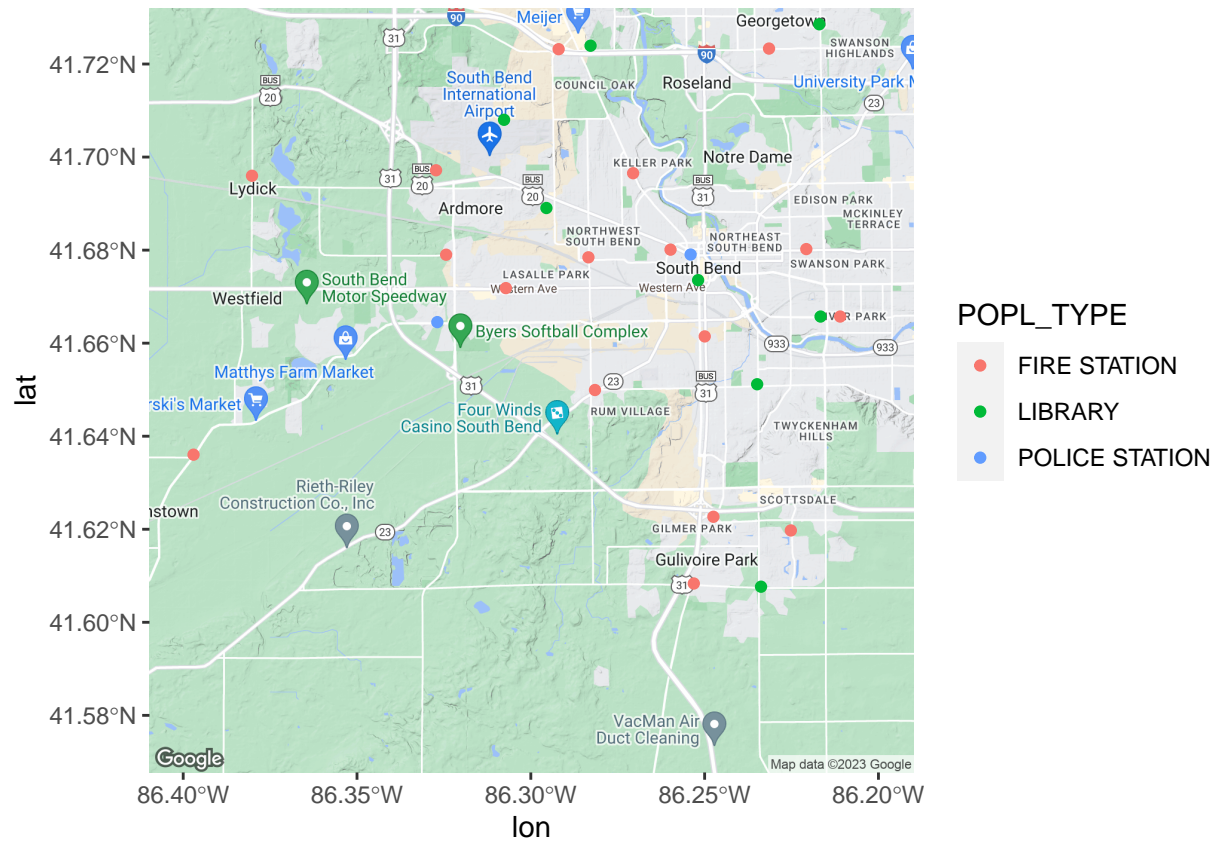 Meijer
Georgetown
90
31
SWANSON
HIGHLANDS
90
41.72°N
South Bend
International
Airport
COUNCIL OAK
Roseland
University Park M
BUS
20
23
41.70°N
KELLER PARK
Notre Dame
31
BUS
20
BUS
20
BUS
31
Lydick
Ardmore
EDISON PARK
MCKINLEY
TERRACE
NORTHWEST
SOUTH BEND
NORTHEAST
SOUTH BEND
41.68°N
South Bend
SWANSON PARK
LASALLE PARK
South Bend
Motor Speedway
Western Ave
Western Ave
Westfield
POPL_TYPE
FIRE STATION
LIBRARY
POLICE STATION
Byers Softball Complex
VER PARK
41.66°N
933
933
Matthys Farm Market
31
23
BUS
31
rski's Market
Four Winds
Casino South Bend
RUM VILLAGE
lat
41.64°N
TWYCKENHAM
HILLS
Rieth-Riley
Construction Co., Inc
SCOTTSDALE
nstown
41.62°N
23
GILMER PARK
Gulivoire Park
31
41.60°N
VacMan Air
Duct Cleaning
41.58°N
Google
Map data ©2023 Google
86.40°W
86.35°W
86.30°W
86.25°W
86.20°W
lon